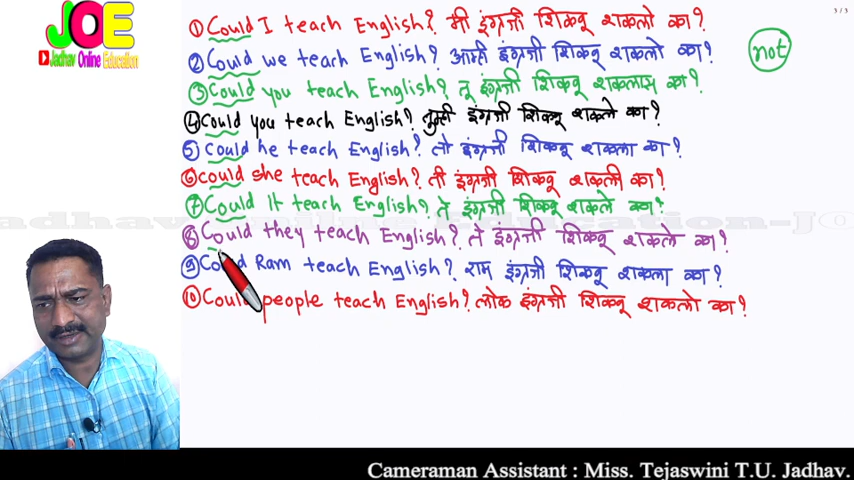 JOE
Jadhav Online Education
3/3
① Could I teach English? मी इंग्रजी शिकवू शकलो का?
② Could we teach English? आम्ही इंग्रजी शिकवू शकलो का?
not
③ Could you teach English? तू इंग्रजी शिकवू शकलास का?
④ Could you teach English? तुम्ही इंग्रजी शिकवू शकले का?
⑤ Could he teach English? तो इंग्रजी शिकवू शकला का?
⑥ Could she teach English? ती इंग्रजी शिकवू शकली का?
⑦ Could It teach English? ते इंग्रजी शिकवू शकले का?
⑧ Could they teach English? ते इंग्रजी शिकवू शकले का?
⑨ Could Ram teach English? राम इंग्रजी शिकवू शकला का?
⑩ Could people teach English? लोक इंग्रजी शिकवू शकलो का?
Cameraman Assistant : Miss. Tejaswini T.U. Jadhav.